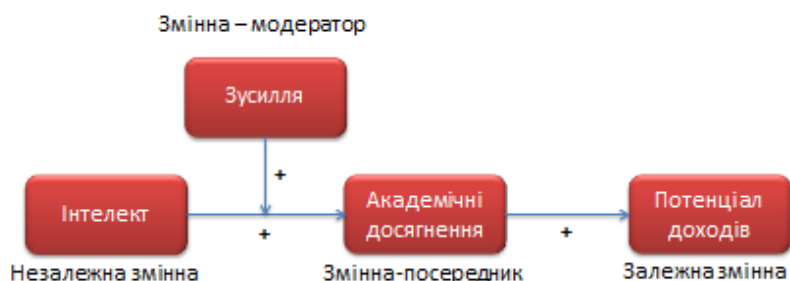 Змінна – модератор
Зусилля
+
Інтелект
+
Академічні
досягнення
+
Потенціал
доходів
Незалежна змінна
Змінна-посередник
Залежна змінна